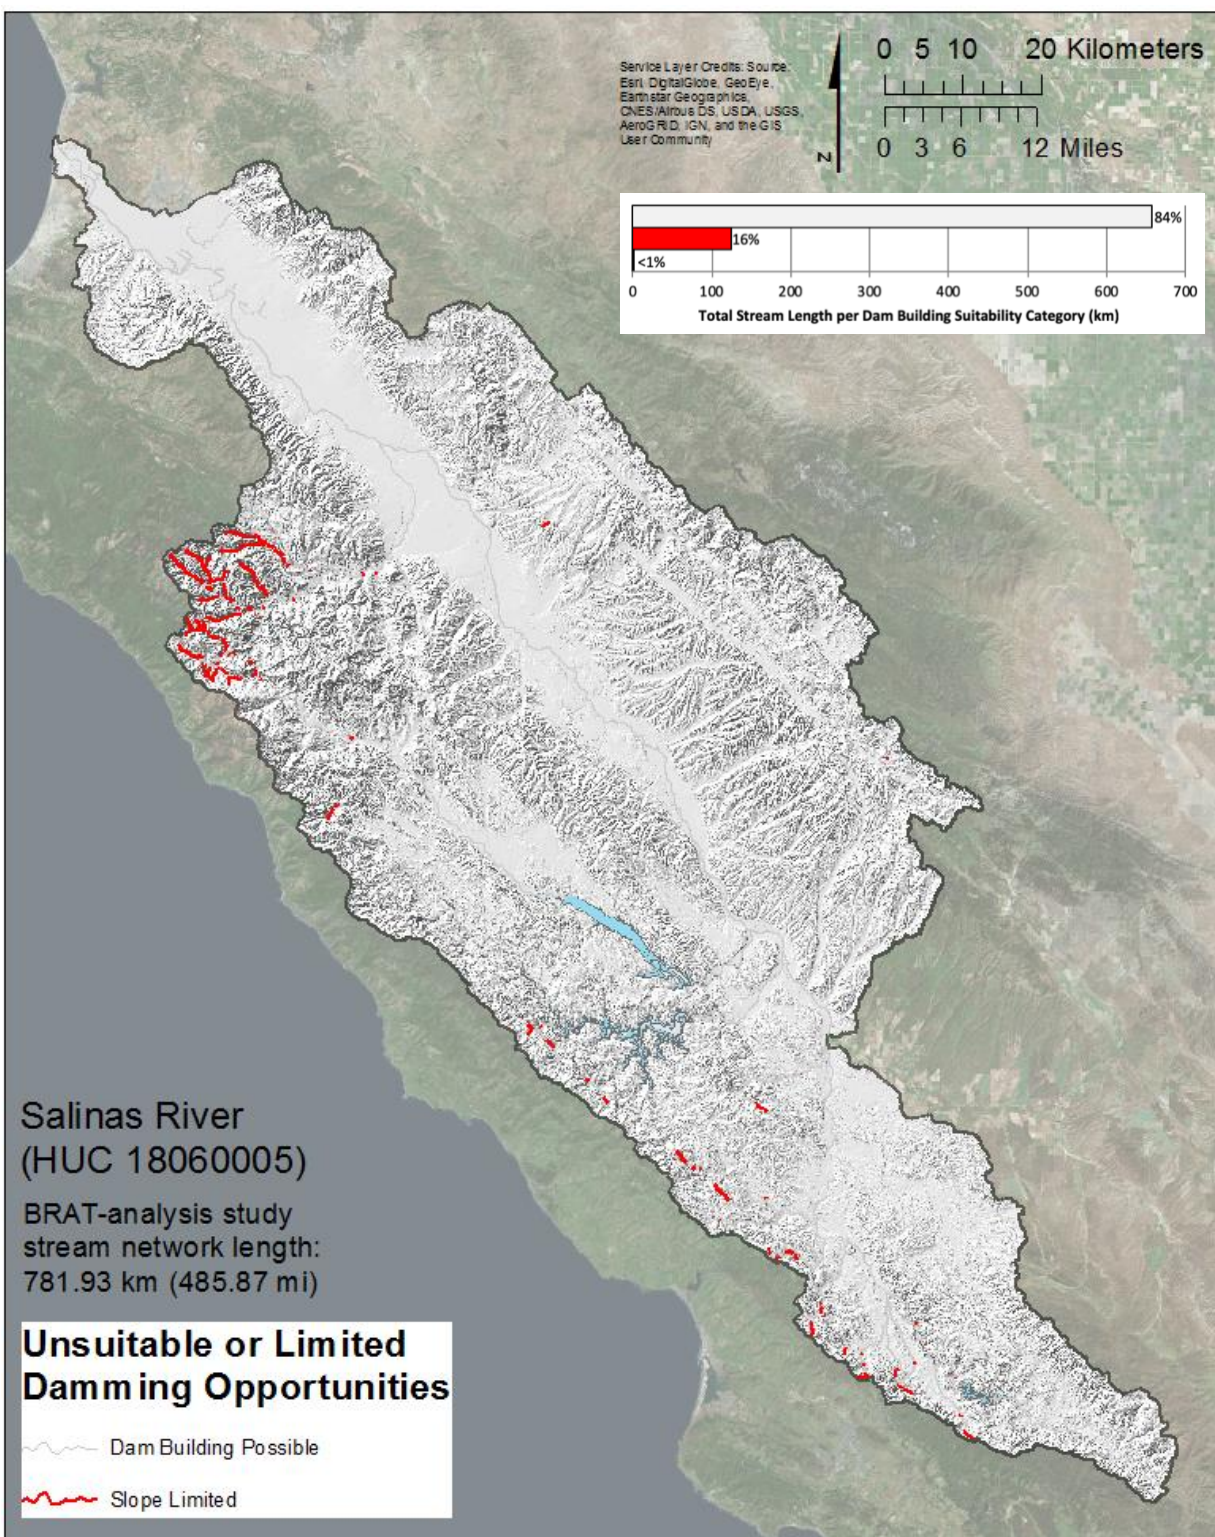 Service Layer Credits: Source:
Esri, DigitalGlobe, GeoEye,
Earthstar Geographics,
CNES/Airbus DS, USDA, USGS,
AeroGRID, IGN, and the GIS
User Community
N
0 5 10 20 Kilometers
0 3 6 12 Miles
84%
16%
<1%
0 100 200 300 400 500 600 700
Total Stream Length per Dam Building Suitability Category (km)
Salinas River
(HUC 18060005)
BRAT-analysis study
stream network length:
781.93 km (485.87 mi)
Unsuitable or Limited
Damming Opportunities
Dam Building Possible
Slope Limited